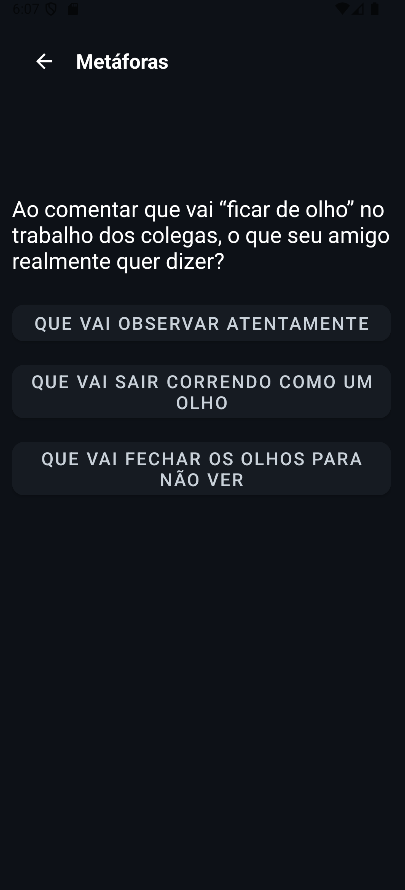 6:07
Metáforas
Ao comentar que vai “ficar de olho” no
trabalho dos colegas, o que seu amigo
realmente quer dizer?
QUE VAI OBSERVAR ATENTAMENTE
QUE VAI SAIR CORRENDO COMO UM
OLHO
QUE VAI FECHAR OS OLHOS PARA
NÃO VER